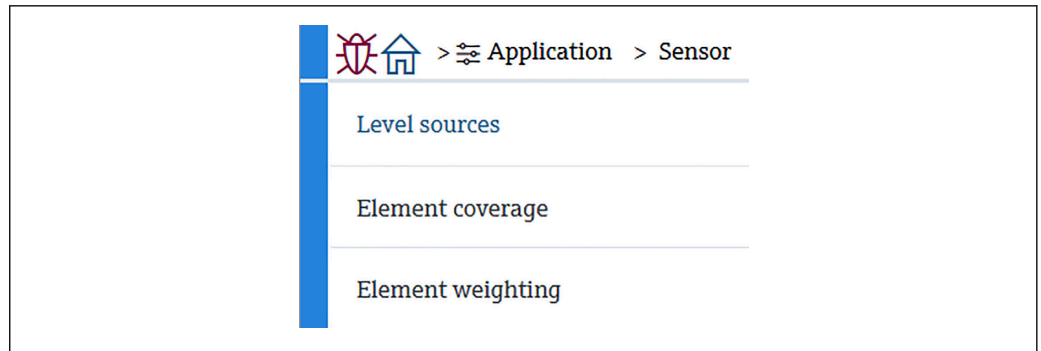 > Application > Sensor
Level sources
Element coverage
Element weighting